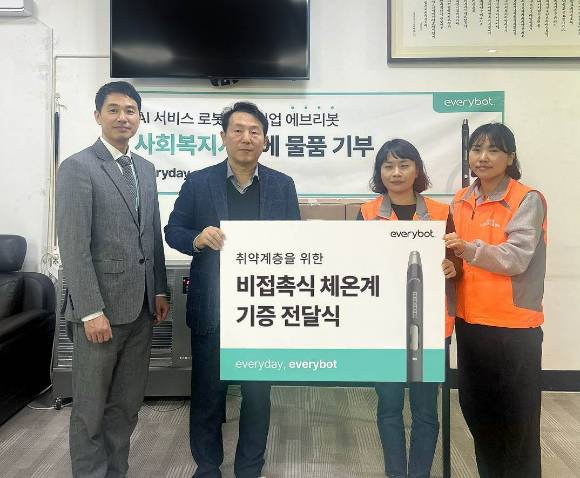 everybot
AI 서비스 로봇 업 에브리봇
사회복지 에 물품 기부
everybot
취약계층을 위한
비접촉식 체온계
기증 전달식
everyday, everybot